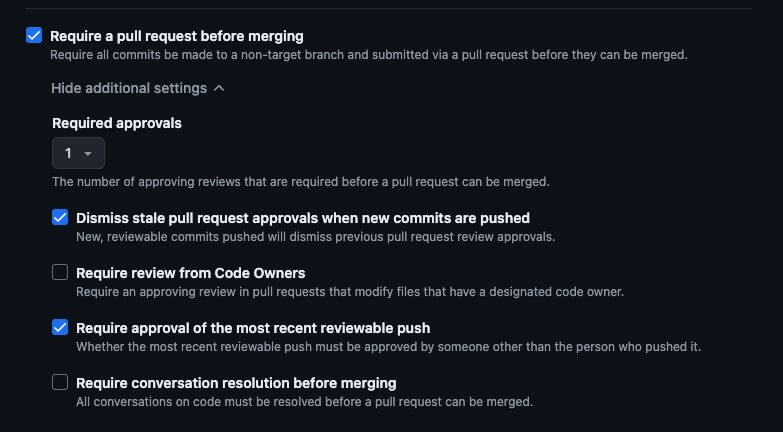 Require a pull request before merging
Require all commits be made to a non-target branch and submitted via a pull request before they can be merged.
Hide additional settings
Required approvals
1
The number of approving reviews that are required before a pull request can be merged.
Dismiss stale pull request approvals when new commits are pushed
New, reviewable commits pushed will dismiss previous pull request review approvals.
Require review from Code Owners
Require an approving review in pull requests that modify files that have a designated code owner.
Require approval of the most recent reviewable push
Whether the most recent reviewable push must be approved by someone other than the person who pushed it.
Require conversation resolution before merging
All conversations on code must be resolved before a pull request can be merged.